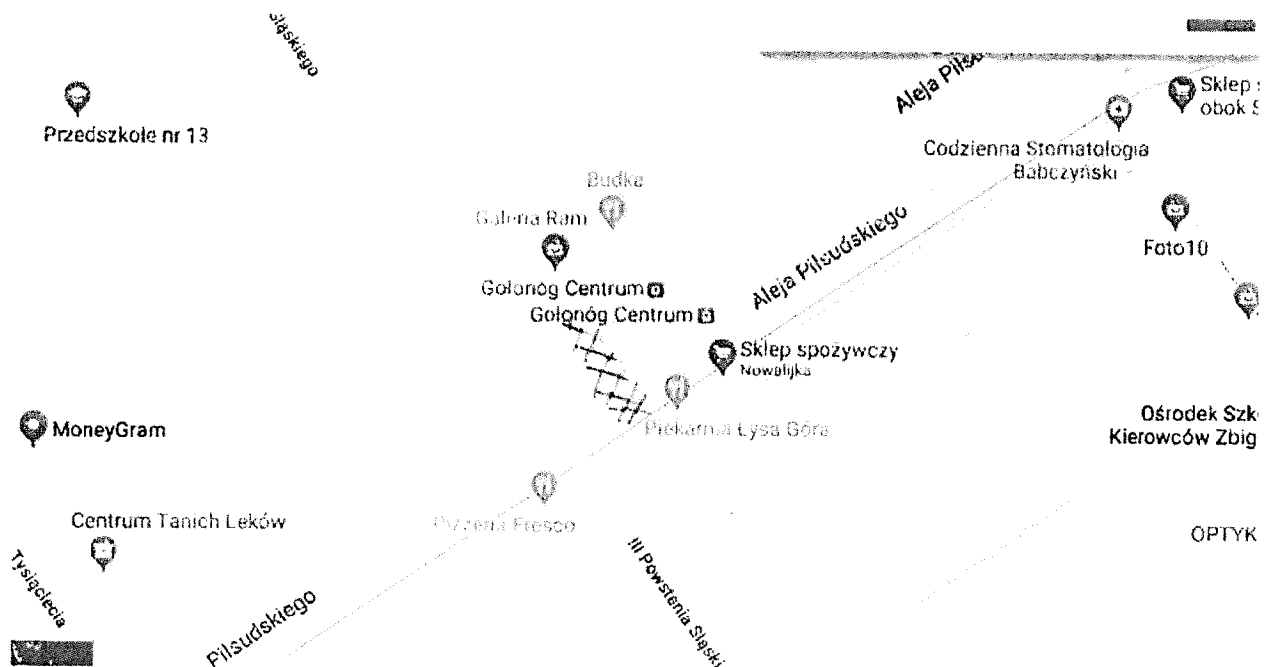 Śląskiego
Aleja Piłsu
Sklep s
obok S
Przedszkole nr 13
Codzienna Stomatologia
Babczyński
Budka
Galeria Ram
Aleja Piłsudskiego
Foto10
Gołonóg Centrum
Gołonóg Centrum
Sklep spożywczy
Nowalijka
MoneyGram
Piekarnia Łysa Góra
Ośrodek Szk
Kierowców Zbig
Centrum Tanich Leków
Pizzeria Fresco
OPTYK
Tysiąclecia
III Powstania Śląski
Piłsudskiego